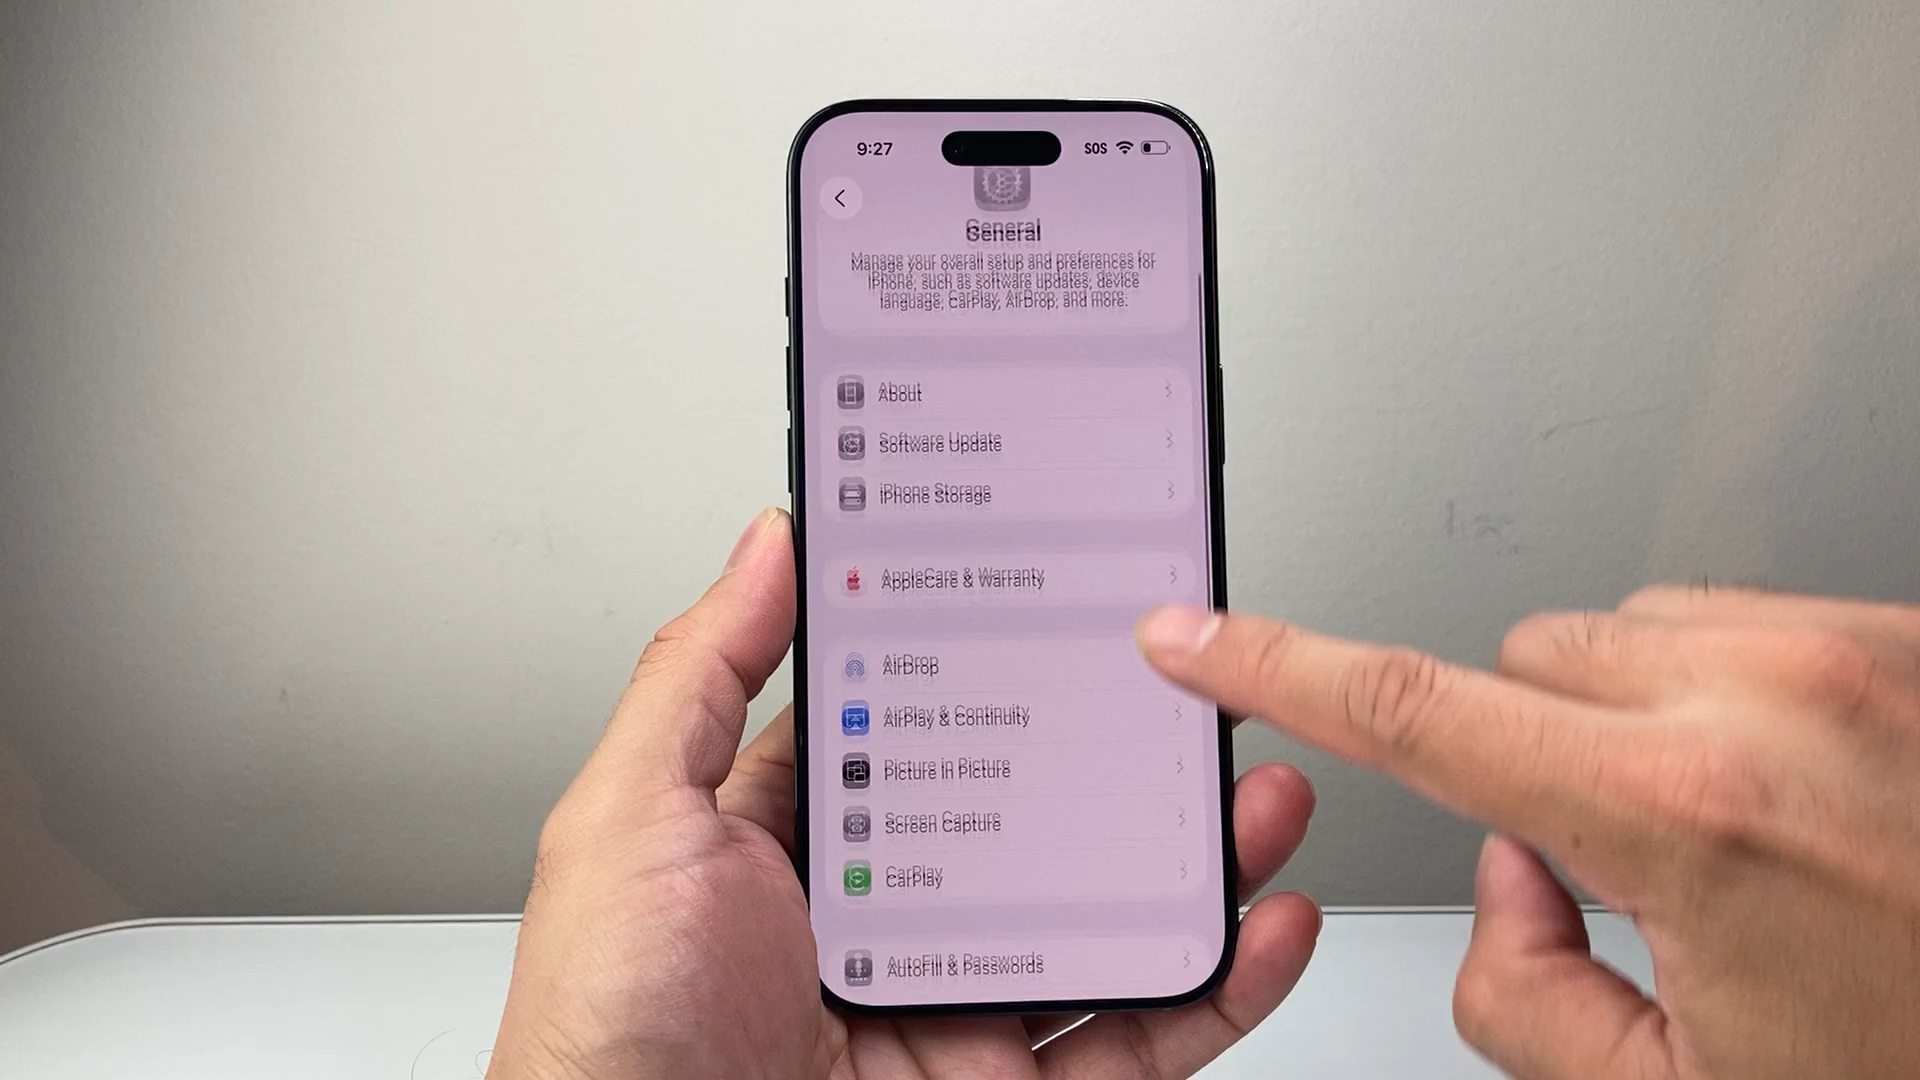 9:27
SOS
General
Manage your overall setup and preferences for
iPhone, such as software updates, device
language, CarPlay, AirDrop, and more.
About
Software Update
iPhone Storage
AppleCare & Warranty
AirDrop
AirPlay & Continuity
Picture in Picture
Screen Capture
CarPlay
AutoFill & Passwords